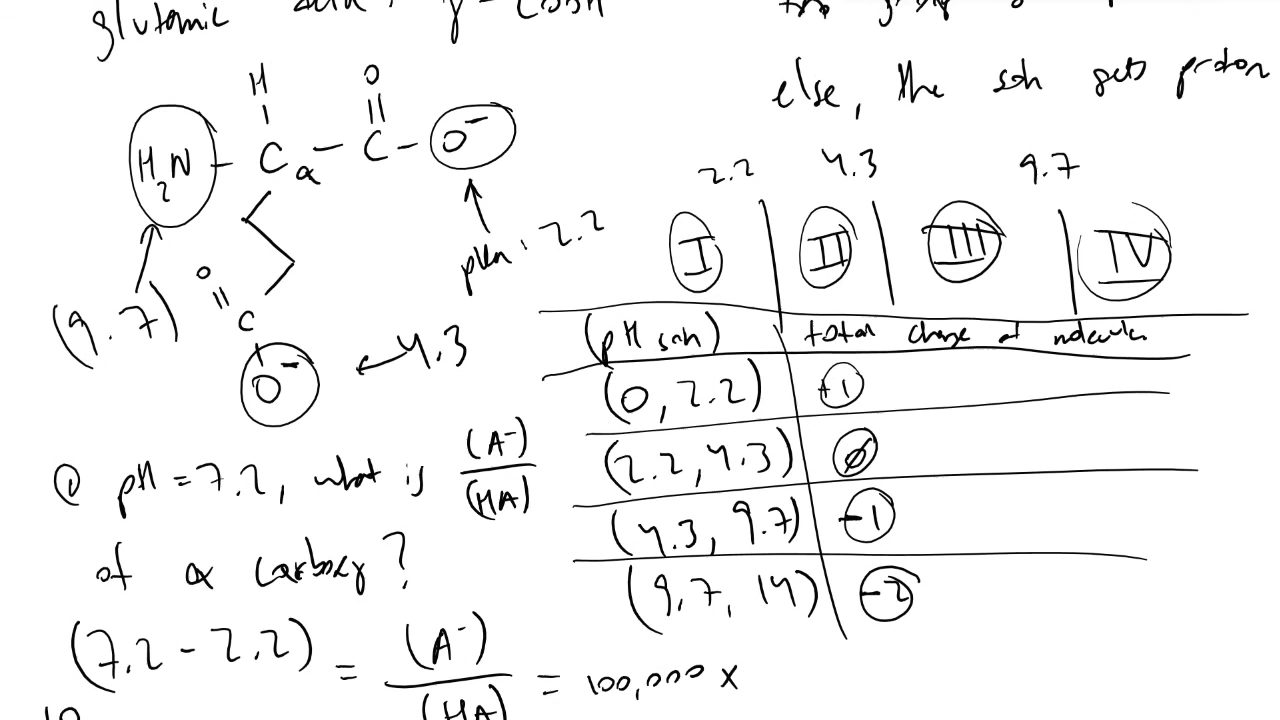 glutamic acid, γ-COOH
else, the soln gets proton
H O
H₂N - Cα - C - O⁻
pka: 2.2
(9.7)
O
C
O⁻ ← 4.3
2.2 4.3 9.7
I II III IV
(pH soln) total charge of molecule
(0, 2.2) +1
(2.2, 4.3) ∅
(4.3, 9.7) -1
(9.7, 14) -2
@ pH = 7.2, what is (A⁻)
(HA)
of α carboxy?
(7.2 - 2.2) = (A⁻) = 100,000 x
10 (HA)